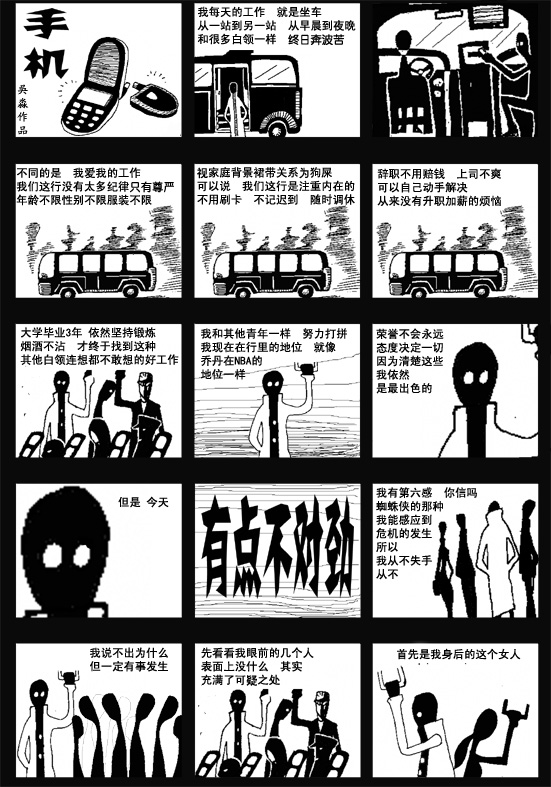 手机
吳淼作品
我每天的工作　就是坐车
从一站到另一站　从早晨到夜晚
和很多白领一样　终日奔波苦
不同的是　我爱我的工作
我们这行没有太多纪律只有尊严
年龄不限性别不限服装不限
视家庭背景裙带关系为狗屎
可以说　我们这行是注重内在的
不用刷卡　不记迟到　随时调休
辞职不用赔钱　上司不爽
可以自己动手解决
从来没有升职加薪的烦恼
大学毕业3年 依然坚持锻炼
烟酒不沾　才终于找到这种
其他白领连想都不敢想的好工作
我和其他青年一样　努力打拼
我现在在行里的地位　就像
乔丹在NBA的
地位一样
荣誉不会永远
态度决定一切
因为清楚这些
我依然
是最出色的
但是 今天
有点不对劲
我有第六感　你信吗
蜘蛛侠的那种
我能感应到
危机的发生
所以
我从不失手
从不
我说不出为什么
但一定有事发生
先看看我眼前的几个人
表面上没什么　其实
充满了可疑之处
首先是我身后的这个女人